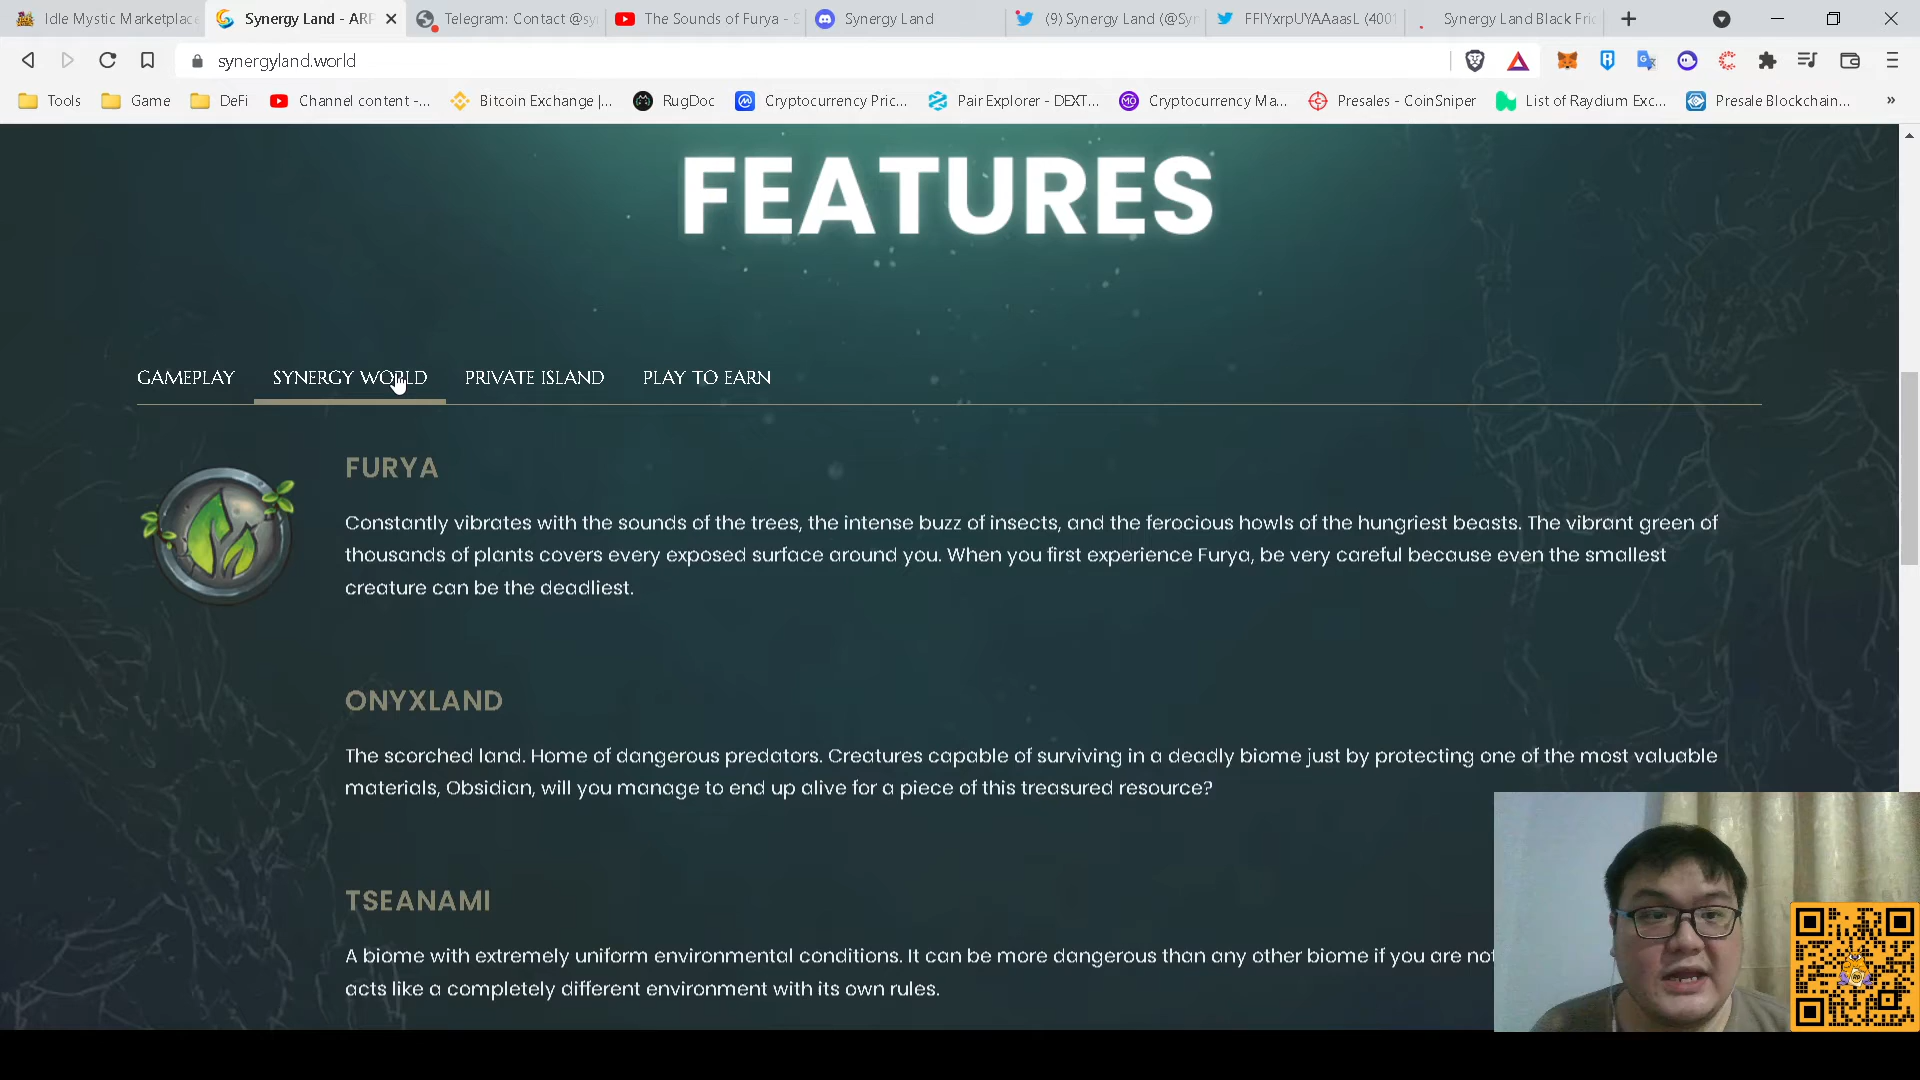 Idle Mystic Marketplace
Synergy Land - ARP
Telegram: Contact @sy
The Sounds of Furya - S
Synergy Land
(9) Synergy Land (@Syn
FFIYxrpUYAAaasL (4001
Synergy Land Black Fri
synergyland.world
Tools
Game
DeFi
Channel content -...
Bitcoin Exchange |...
RugDoc
Cryptocurrency Pric...
Pair Explorer - DEXT...
Cryptocurrency Ma...
Presales - CoinSniper
List of Raydium Exc...
Presale Blockchain...
»
FEATURES
GAMEPLAY
SYNERGY WORLD
PRIVATE ISLAND
PLAY TO EARN
FURYA
Constantly vibrates with the sounds of the trees, the intense buzz of insects, and the ferocious howls of the hungriest beasts. The vibrant green of
thousands of plants covers every exposed surface around you. When you first experience Furya, be very careful because even the smallest
creature can be the deadliest.
ONYXLAND
The scorched land. Home of dangerous predators. Creatures capable of surviving in a deadly biome just by protecting one of the most valuable
materials, Obsidian, will you manage to end up alive for a piece of this treasured resource?
TSEANAMI
A biome with extremely uniform environmental conditions. It can be more dangerous than any other biome if you are not
acts like a completely different environment with its own rules.